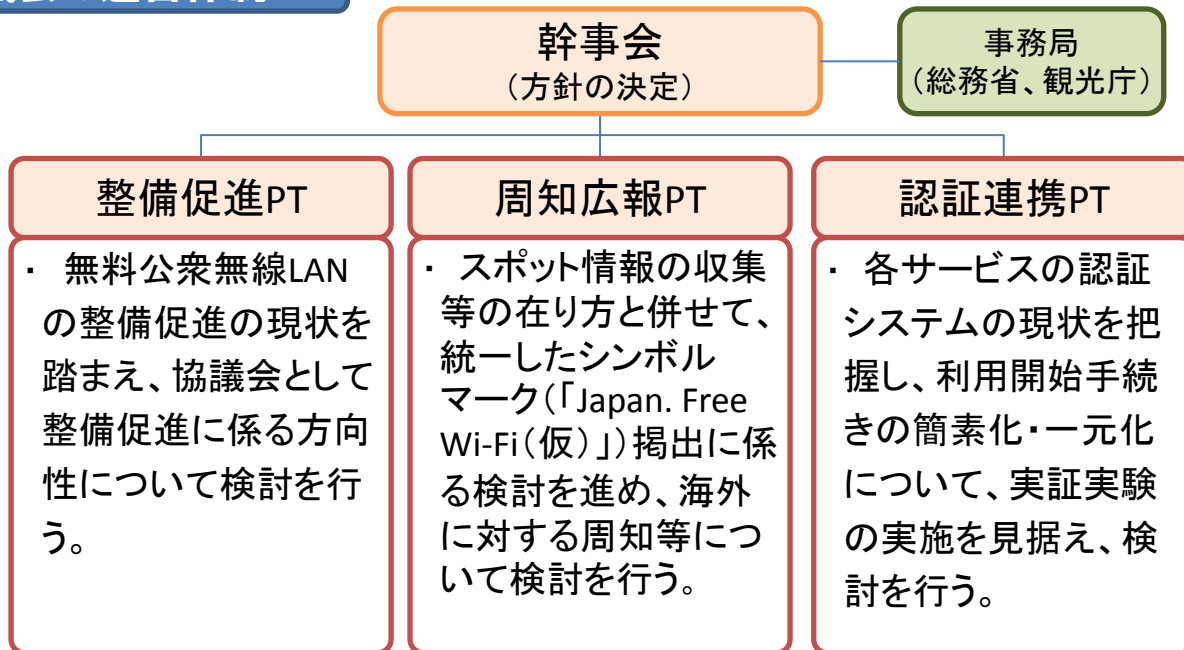 幹事会
(方針の決定)
事務局
(総務省、観光庁)
整備促進PT
・ 無料公衆無線LAN
の整備促進の現状を
踏まえ、協議会として
整備促進に係る方向
性について検討を行
う。
周知広報PT
・ スポット情報の収集
等の在り方と併せて、
統一したシンボル
マーク(「Japan. Free
Wi-Fi(仮)」)掲出に係
る検討を進め、海外
に対する周知等につ
いて検討を行う。
認証連携PT
・ 各サービスの認証
システムの現状を把
握し、利用開始手続
きの簡素化・一元化
について、実証実験
の実施を見据え、検
討を行う。